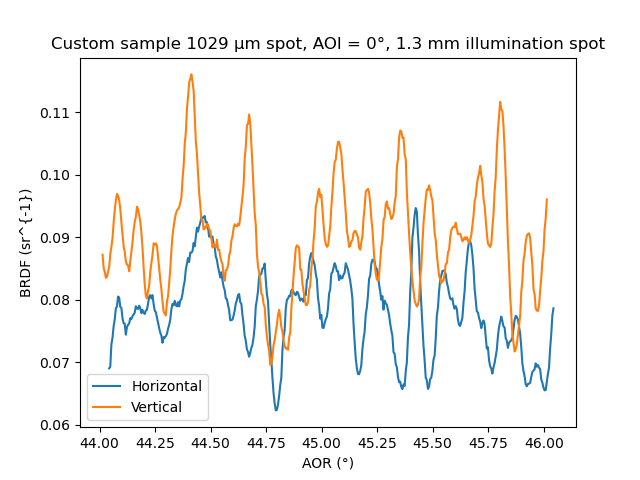 Custom sample 1029 μm spot, AOI = 0°, 1.3 mm illumination spot
BRDF (sr^{-1})
0.11
0.10
0.09
0.08
0.07
0.06
Horizontal
Vertical
44.00 44.25 44.50 44.75 45.00 45.25 45.50 45.75 46.00
AOR (°)